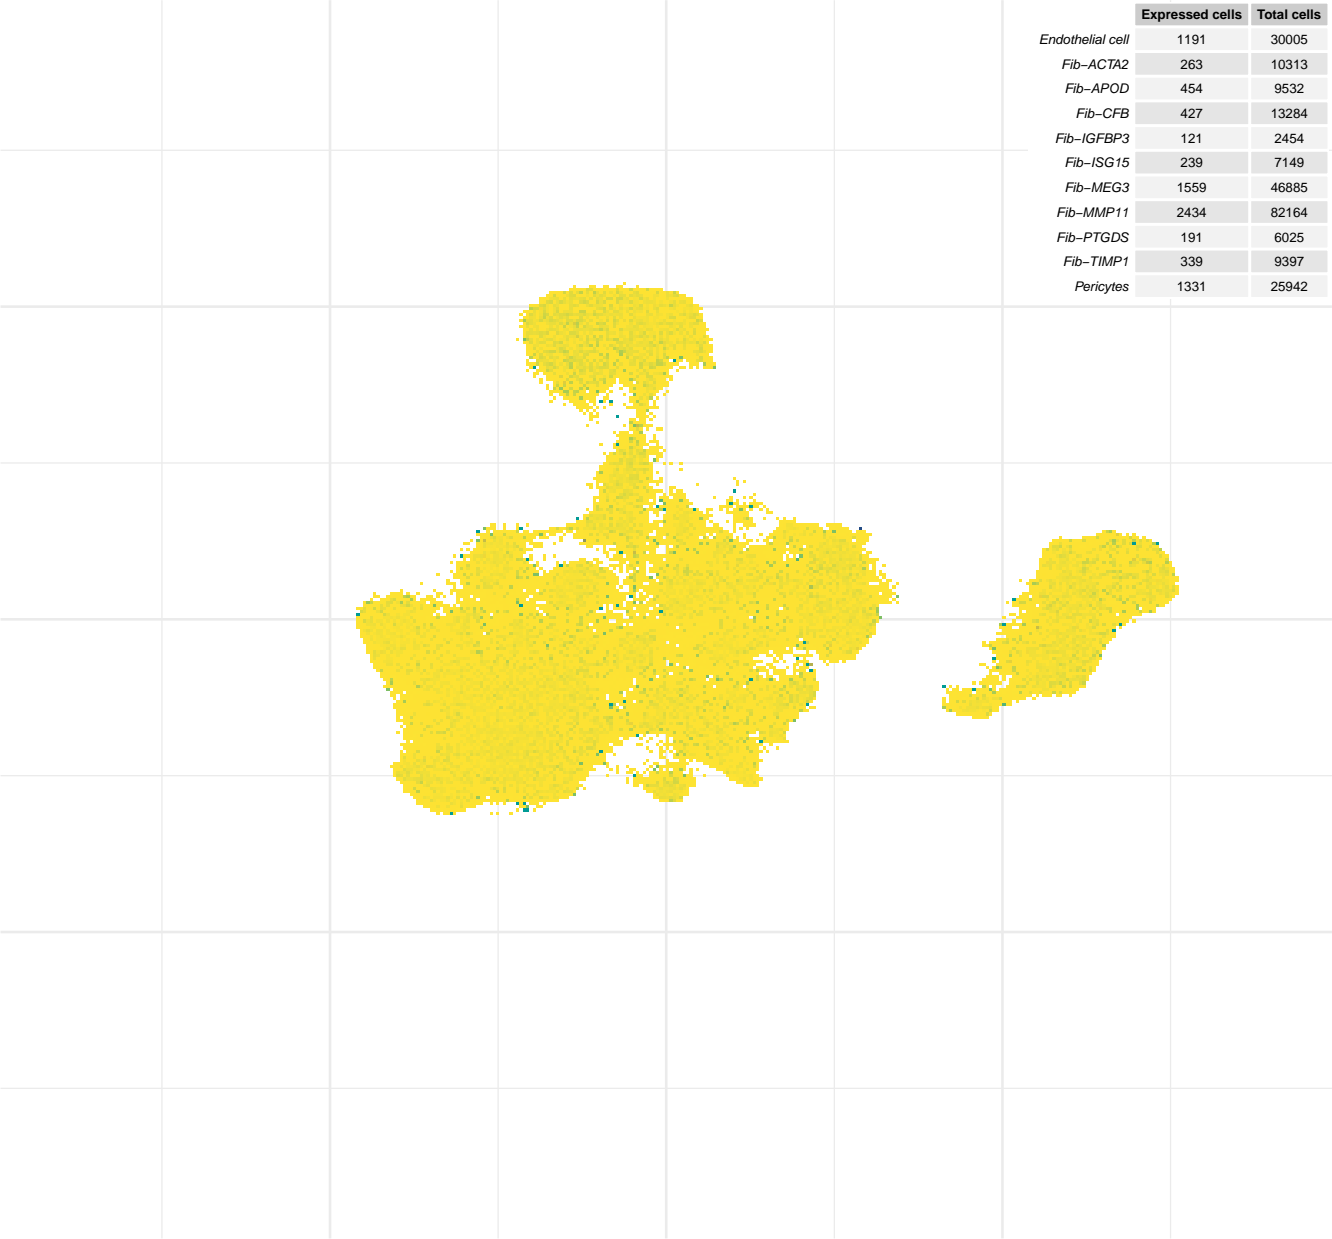 Expressed cells Total cells
Endothelial cell 1191 30005
Fib−ACTA2 263 10313
Fib−APOD 454 9532
Fib−CFB 427 13284
Fib−IGFBP3 121 2454
Fib−ISG15 239 7149
Fib−MEG3 1559 46885
Fib−MMP11 2434 82164
Fib−PTGDS 191 6025
Fib−TIMP1 339 9397
Pericytes 1331 25942